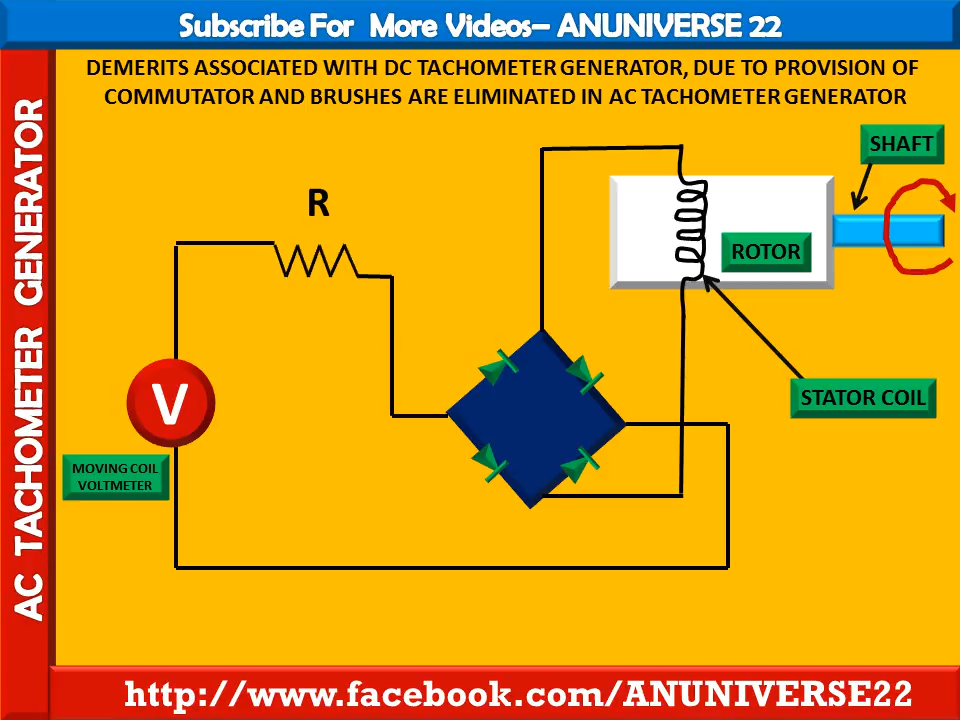 Subscribe For More Videos– ANUNIVERSE 22
AC TACHOMETER GENERATOR
DEMERITS ASSOCIATED WITH DC TACHOMETER GENERATOR, DUE TO PROVISION OF
COMMUTATOR AND BRUSHES ARE ELIMINATED IN AC TACHOMETER GENERATOR
SHAFT
R
ROTOR
V
STATOR COIL
MOVING COIL
VOLTMETER
http://www.facebook.com/ANUNIVERSE22